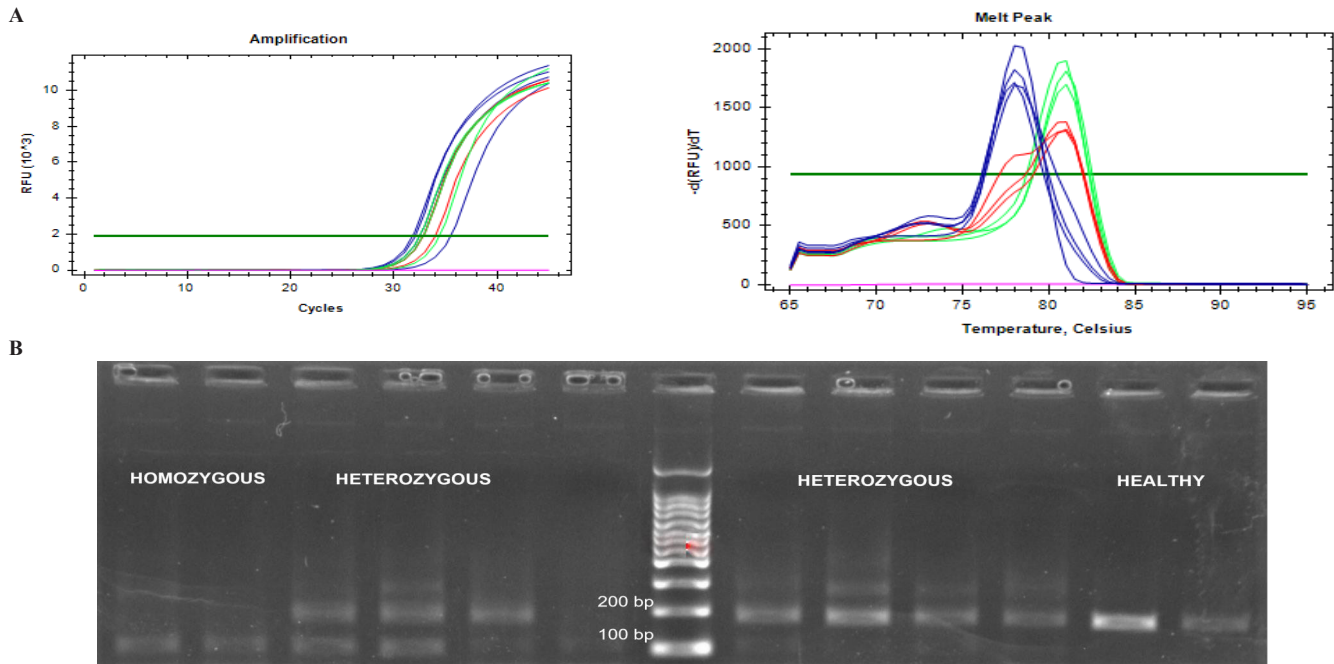 A
Amplification
RFU (10^3)
10
8
6
4
2
0
0 10 20 30 40
Cycles
Melt Peak
-d(RFU)/dT
2000
1500
1000
500
0
65 70 75 80 85 90 95
Temperature, Celsius
B
HOMOZYGOUS HETEROZYGOUS HETEROZYGOUS HEALTHY
200 bp
100 bp